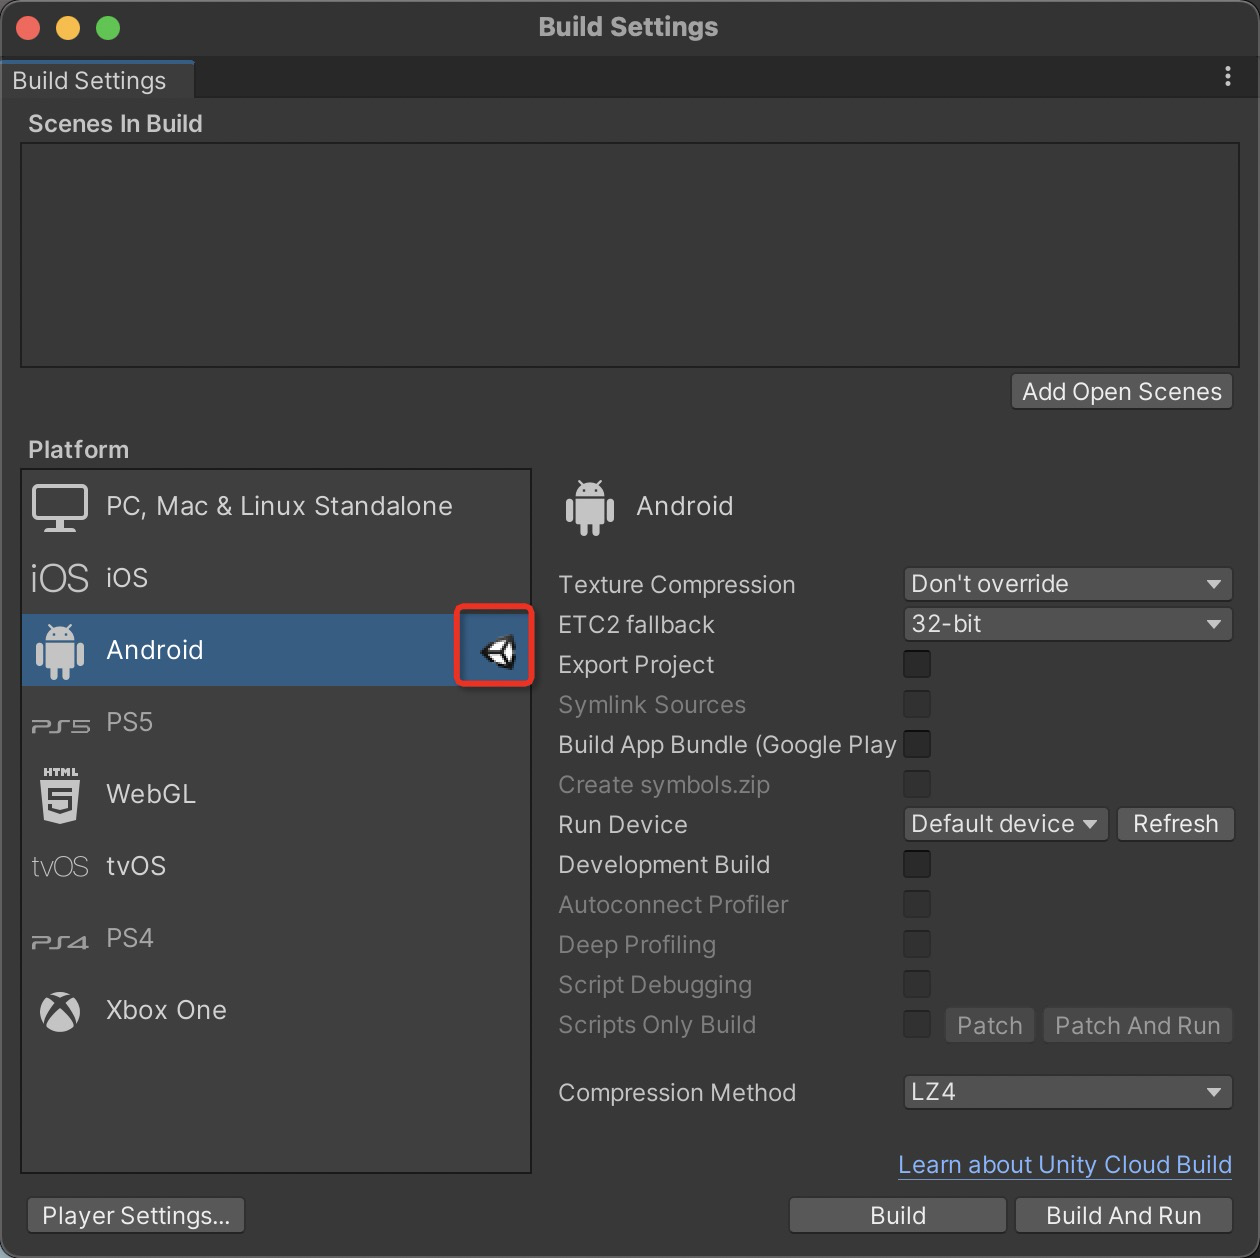 Build Settings
Build Settings
Scenes In Build
Add Open Scenes
Platform
PC, Mac & Linux Standalone
iOS iOS
Android
PS5 PS5
HTML
5 WebGL
tvOS tvOS
PS4 PS4
Xbox One
Android
Texture Compression Don't override
ETC2 fallback 32-bit
Export Project
Symlink Sources
Build App Bundle (Google Play
Create symbols.zip
Run Device Default device Refresh
Development Build
Autoconnect Profiler
Deep Profiling
Script Debugging
Scripts Only Build Patch Patch And Run
Compression Method LZ4
Learn about Unity Cloud Build
Player Settings... Build Build And Run